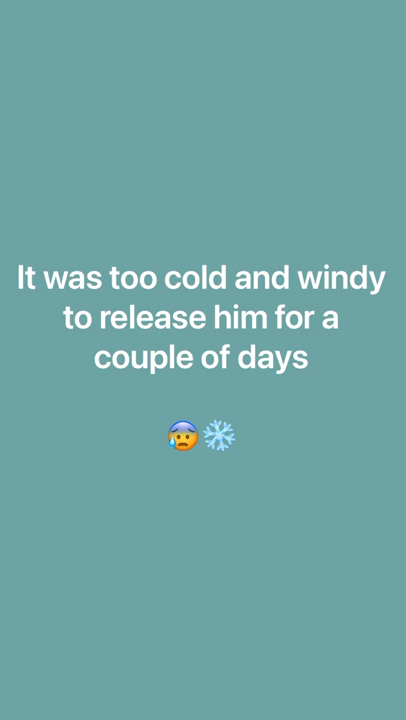 It was too cold and windy
to release him for a
couple of days
😰❄️